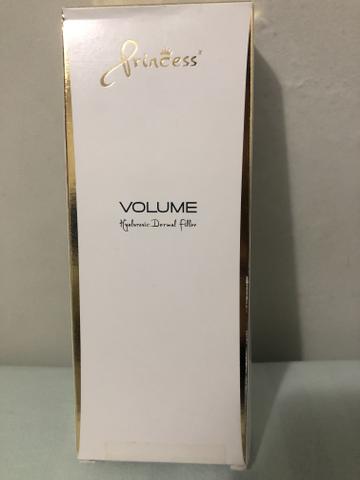 Princess®
VOLUME
Hyaluronic Dermal Filler